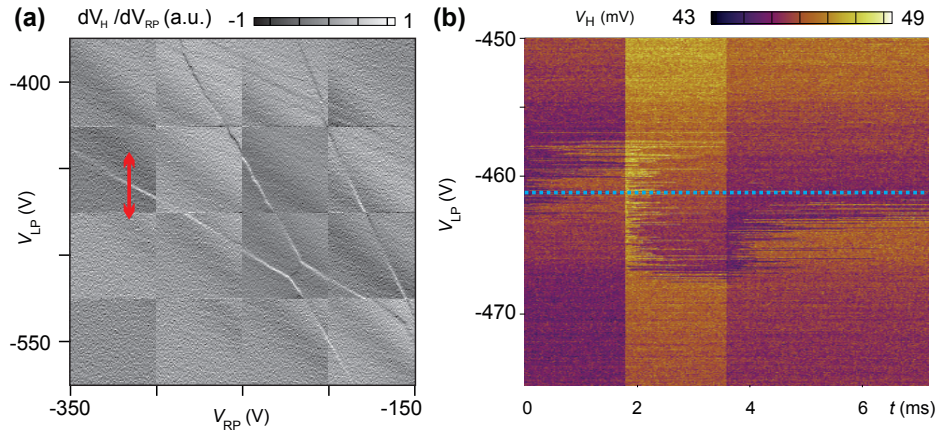 (a) dV_H /dV_RP (a.u.) -1 1
-400
V_LP (V)
-550
-350 V_RP (V) -150
(b) V_H (mV) 43 49
-450
-460
V_LP (V)
-470
0 2 4 6 t (ms)